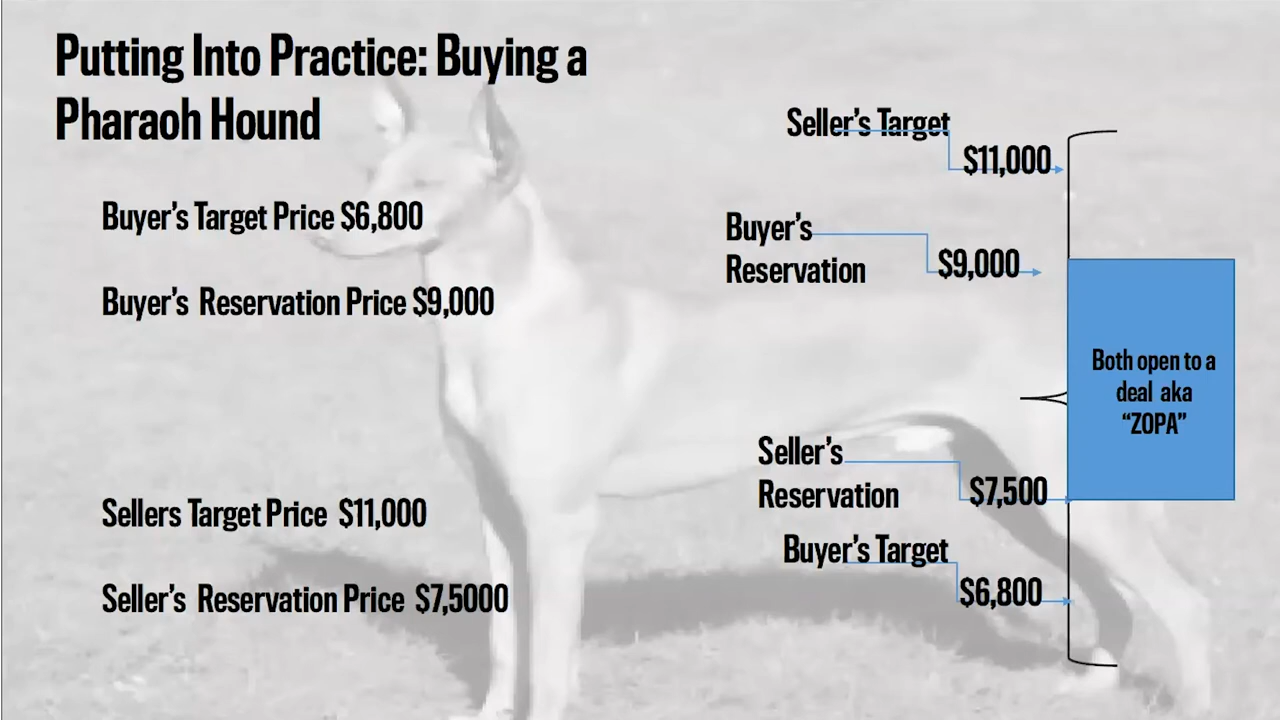 Putting Into Practice: Buying a
Pharaoh Hound
Buyer’s Target Price $6,800
Buyer’s Reservation Price $9,000
Sellers Target Price $11,000
Seller’s Reservation Price $7,5000
Seller’s Target
$11,000
Buyer’s
Reservation
$9,000
Both open to a
deal aka
“ZOPA”
Seller’s
Reservation
$7,500
Buyer’s Target
$6,800